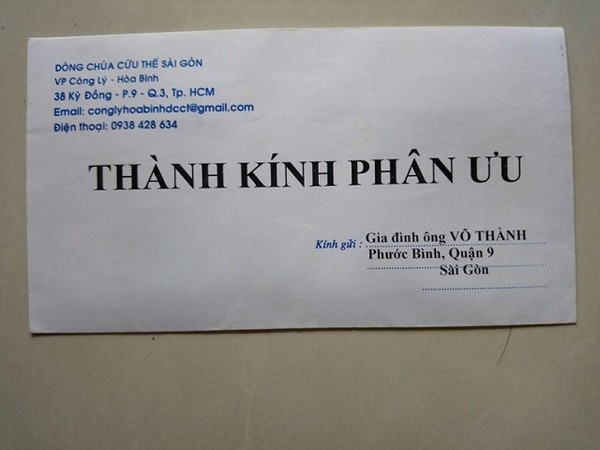 DÒNG CHÚA CỨU THẾ SÀI GÒN
VP Công Lý - Hòa Bình
38 Kỳ Đồng - P.9 - Q.3, Tp. HCM
Email: conglyhoabinhdcct@gmail.com
Điện thoại: 0938 428 634
THÀNH KÍNH PHÂN ƯU
Kính gửi : Gia đình ông VÕ THÀNH
Phước Bình, Quận 9
Sài Gòn